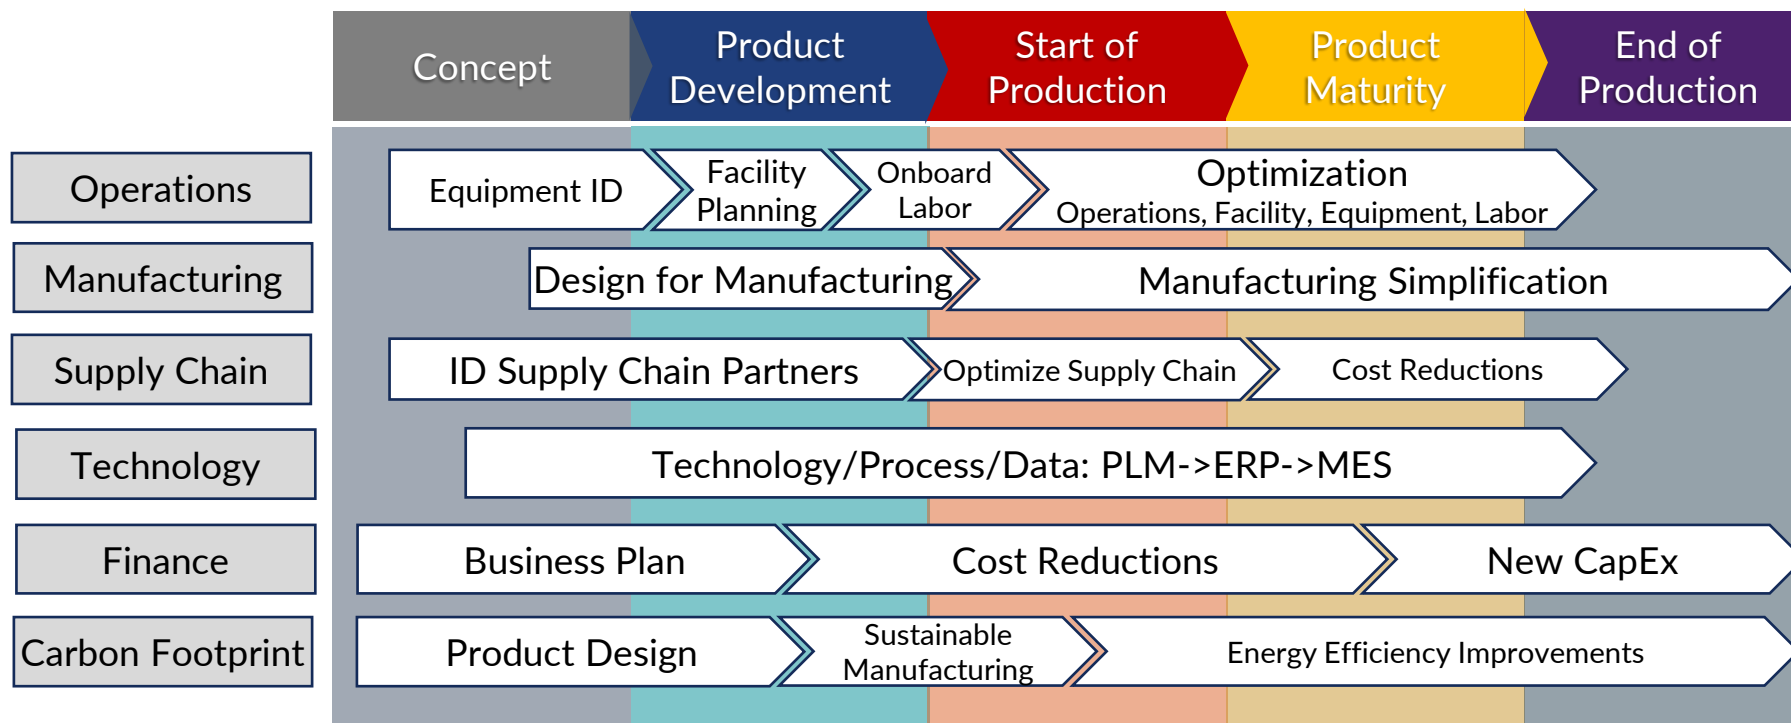 Concept
Product
Development
Start of
Production
Product
Maturity
End of
Production
Operations
Equipment ID
Facility
Planning
Onboard
Labor
Optimization
Operations, Facility, Equipment, Labor
Manufacturing
Design for Manufacturing
Manufacturing Simplification
Supply Chain
ID Supply Chain Partners
Optimize Supply Chain
Cost Reductions
Technology
Technology/Process/Data: PLM->ERP->MES
Finance
Business Plan
Cost Reductions
New CapEx
Carbon Footprint
Product Design
Sustainable
Manufacturing
Energy Efficiency Improvements